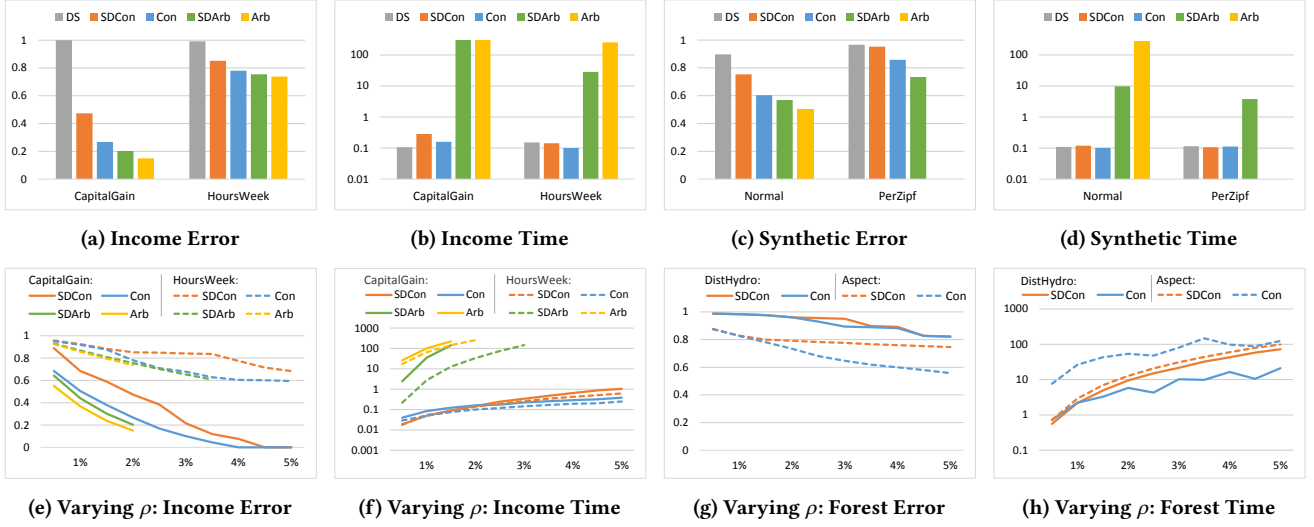 DS SDCon Con SDArb Arb
1
0.8
0.6
0.4
0.2
0
CapitalGain HoursWeek
(a) Income Error
DS SDCon Con SDArb Arb
100
10
1
0.1
0.01
CapitalGain HoursWeek
(b) Income Time
DS SDCon Con SDArb Arb
1
0.8
0.6
0.4
0.2
0
Normal PerZipf
(c) Synthetic Error
DS SDCon Con SDArb Arb
100
10
1
0.1
0.01
Normal PerZipf
(d) Synthetic Time
CapitalGain: HoursWeek:
SDCon Con SDCon Con
SDArb Arb SDArb Arb
1
0.8
0.6
0.4
0.2
0
1% 2% 3% 4% 5%
(e) Varying ρ: Income Error
CapitalGain: HoursWeek:
SDCon Con SDCon Con
SDArb Arb SDArb Arb
1000
100
10
1
0.1
0.01
0.001
1% 2% 3% 4% 5%
(f) Varying ρ: Income Time
DistHydro: Aspect:
SDCon Con SDCon Con
1
0.8
0.6
0.4
0.2
0
1% 2% 3% 4% 5%
(g) Varying ρ: Forest Error
DistHydro: Aspect:
SDCon Con SDCon Con
1000
100
10
1
0.1
1% 2% 3% 4% 5%
(h) Varying ρ: Forest Time